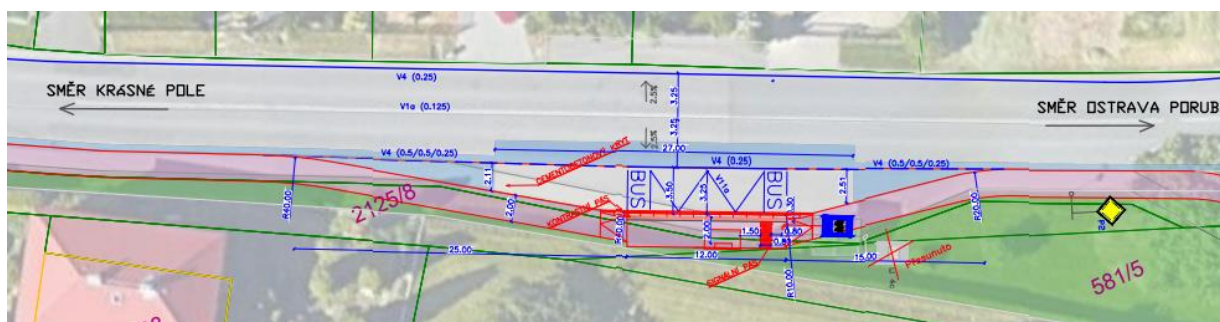 V4 (0.25)
SMĚR KRÁSNÉ POLE
V1a (0.125)
2.5%
3.25
SMĚR OSTRAVA PORUB
3.25
2.5%
27.00
V4 (0.5/0.5/0.25)
V4 (0.25)
V4 (0.5/0.5/0.25)
CEMENTOBETONOVÝ KRYT
2.11
BUS
3.50
3.25
V11a
BUS
2.51
R40.00
2125/8
2.00
KONTRASTNÍ PÁS
R40.00
2.00
1.50
0.80
R20.00
P2
25.00
12.00
15.00
Přesunuto
SIGNÁLNÍ PÁS
R10.00
581/5